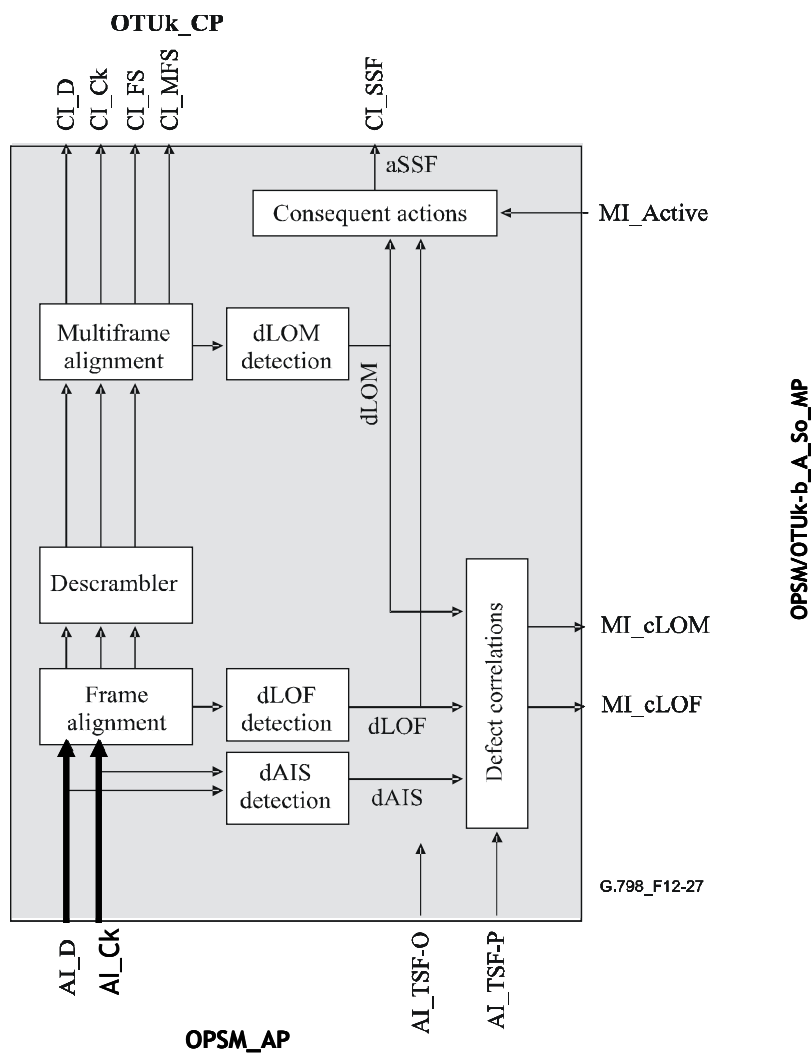 OTUk_CP
CI_D
CI_Ck
CI_FS
CI_MFS
CI_SSF
aSSF
Consequent actions
MI_Active
Multiframe
alignment
dLOM
detection
dLOM
OPSM/OTUk-b_A_So_MP
Descrambler
Defect correlations
MI_cLOM
Frame
alignment
dLOF
detection
dLOF
MI_cLOF
dAIS
detection
dAIS
G.798_F12-27
AI_D
AI_Ck
AI_TSF-O
AI_TSF-P
OPSM_AP